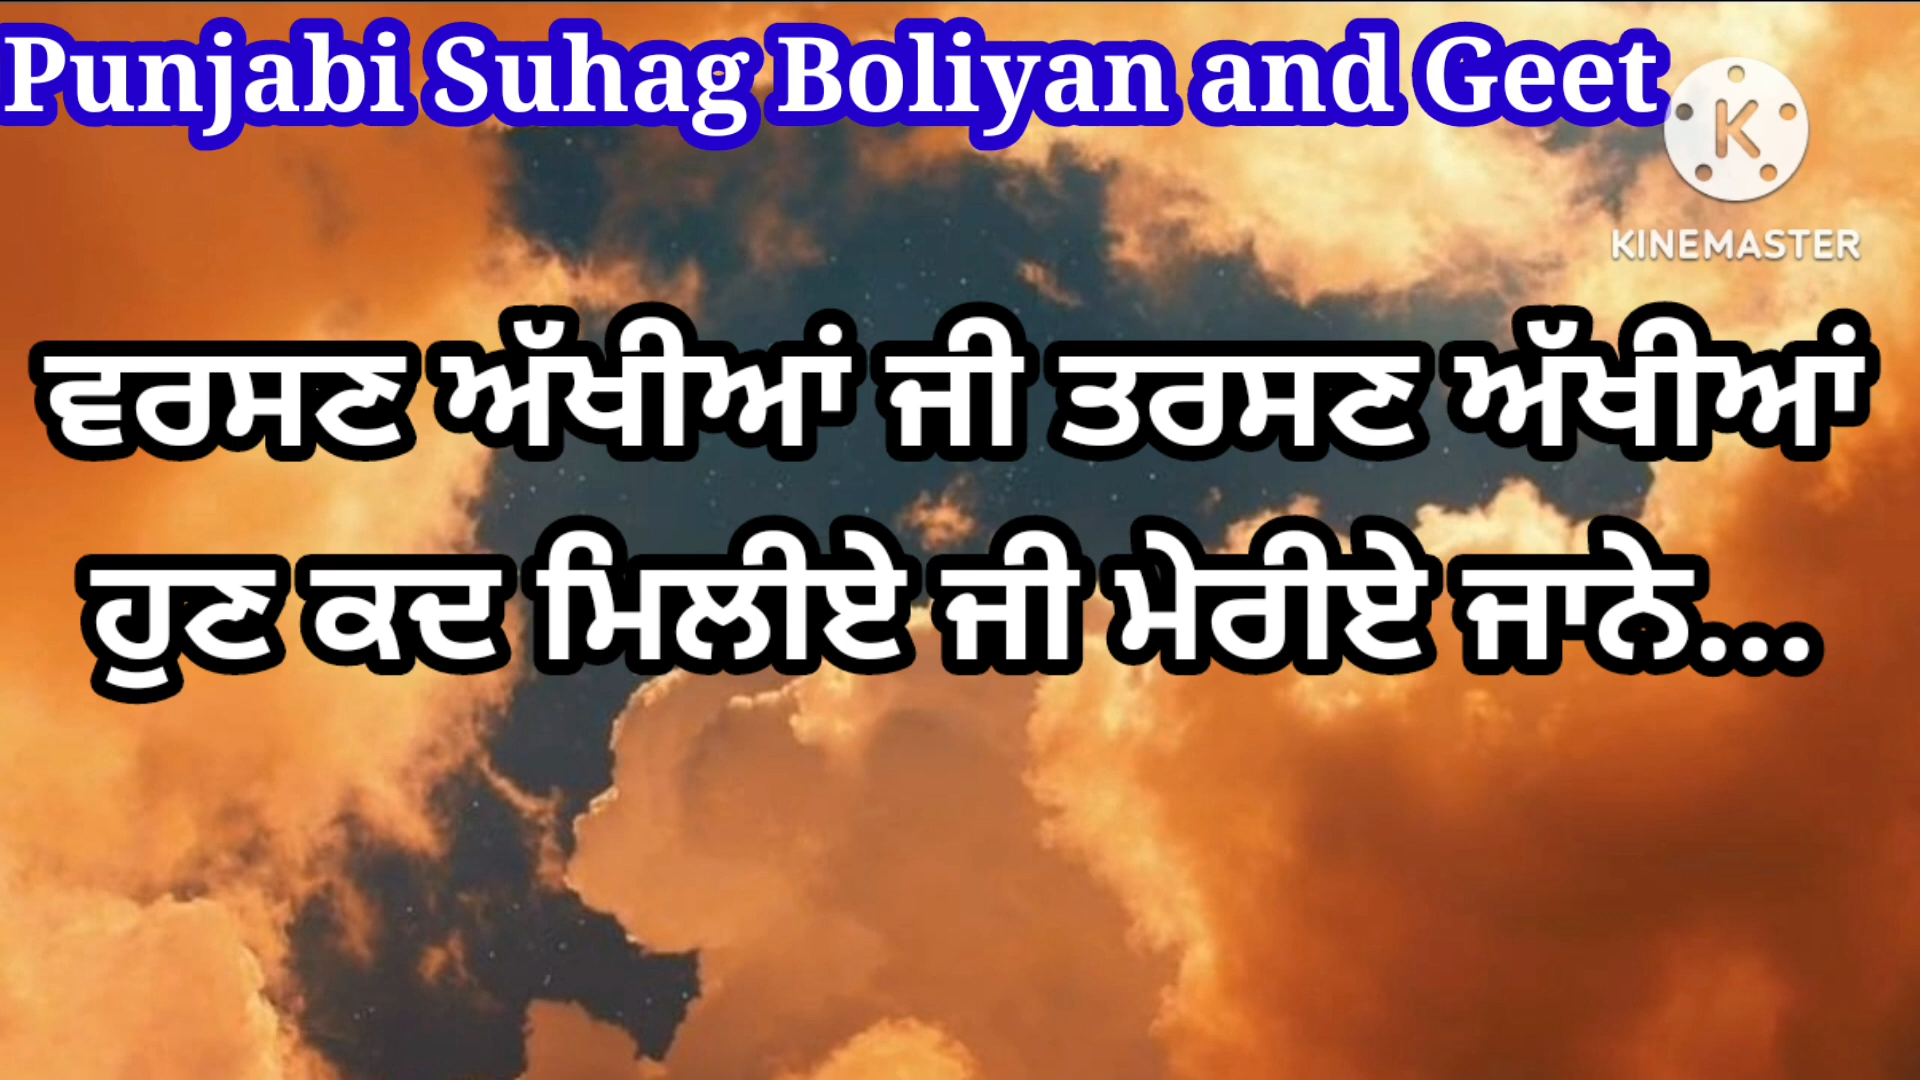 Punjabi Suhag Boliyan and Geet
K
KINEMASTER
ਵਰਸਣ ਅੱਖੀਆਂ ਜੀ ਤਰਸਣ ਅੱਖੀਆਂ
ਹੁਣ ਕਦ ਮਿਲੀਏ ਜੀ ਮੇਰੀਏ ਜਾਨੇ...